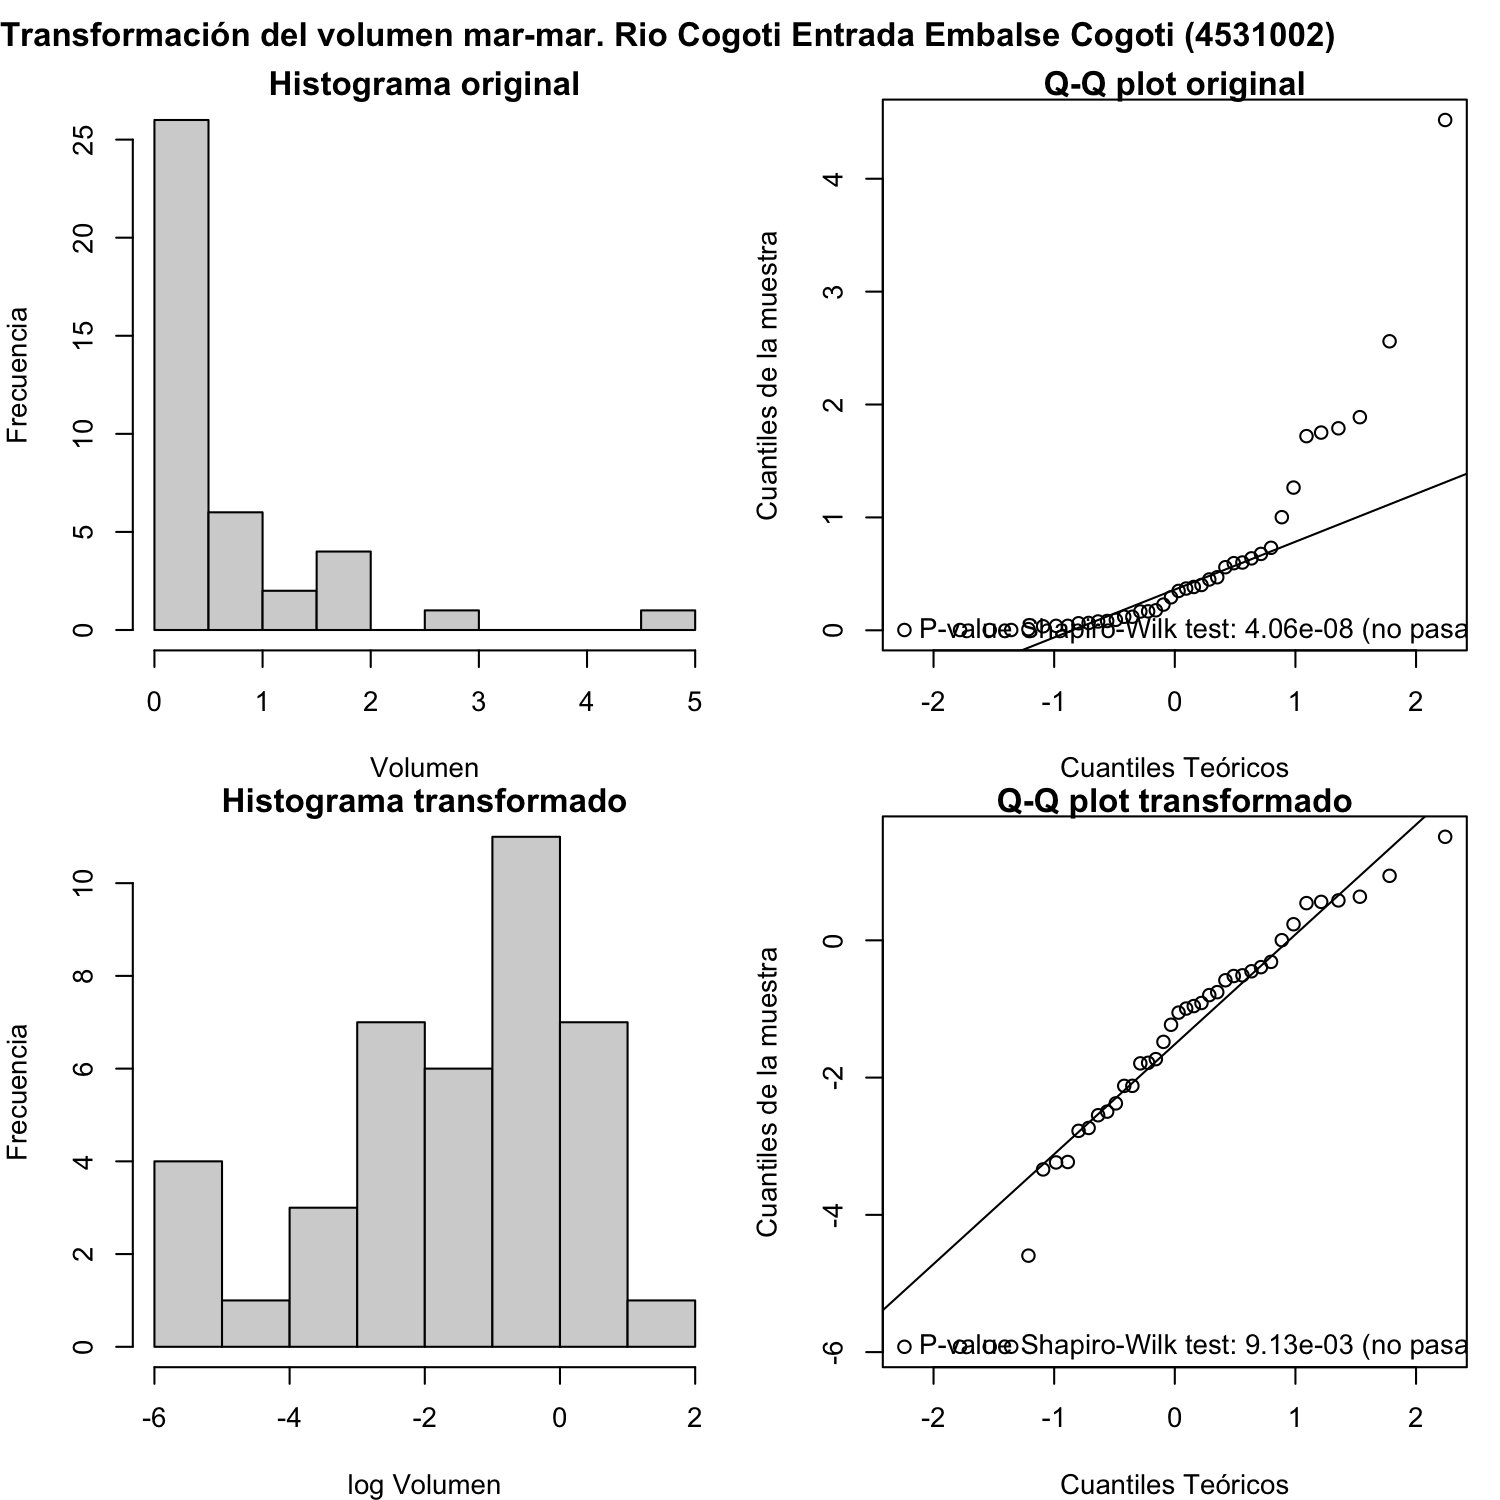 Transformación del volumen mar-mar. Rio Cogoti Entrada Embalse Cogoti (4531002)
Histograma original
Frecuencia
0 5 10 15 20 25
0 1 2 3 4 5
Volumen
Q-Q plot original
Cuantiles de la muestra
0 1 2 3 4
P-value Shapiro-Wilk test: 4.06e-08 (no pasa
-2 -1 0 1 2
Cuantiles Teóricos
Histograma transformado
Frecuencia
0 2 4 6 8 10
-6 -4 -2 0 2
log Volumen
Q-Q plot transformado
Cuantiles de la muestra
-6 -4 -2 0
P-value Shapiro-Wilk test: 9.13e-03 (no pasa
-2 -1 0 1 2
Cuantiles Teóricos